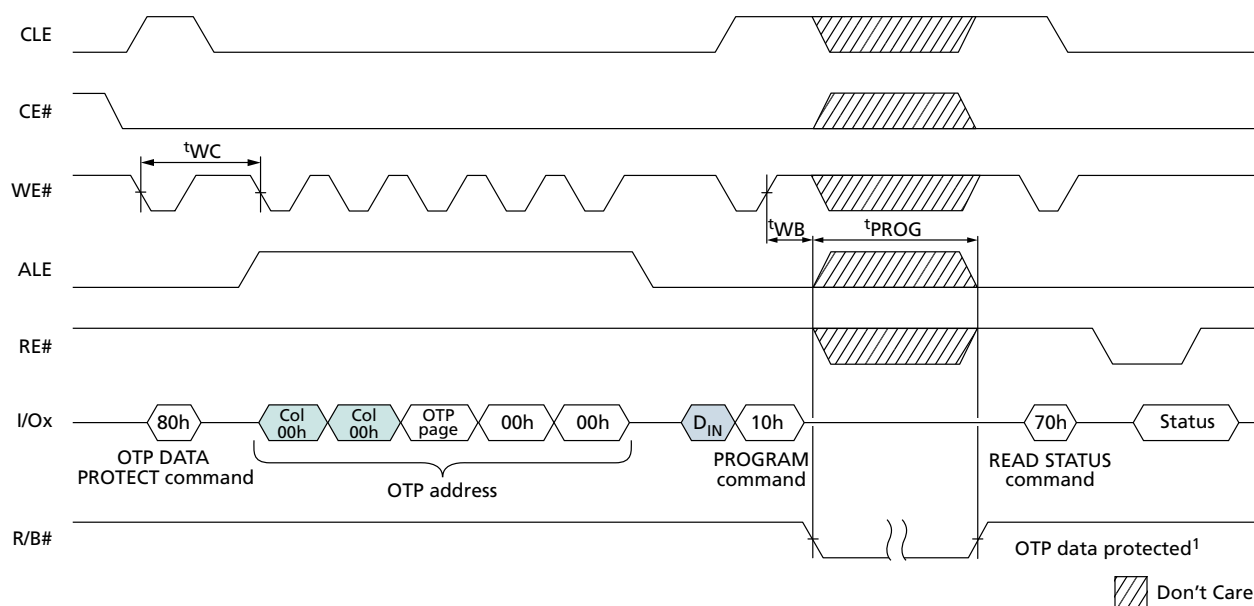 CLE
CE#
tWC
WE#
tWB
tPROG
ALE
RE#
I/Ox
80h
Col
00h
Col
00h
OTP
page
00h
00h
DIN
10h
70h
Status
OTP DATA
PROTECT command
OTP address
PROGRAM
command
READ STATUS
command
R/B#
OTP data protected1
Don't Care